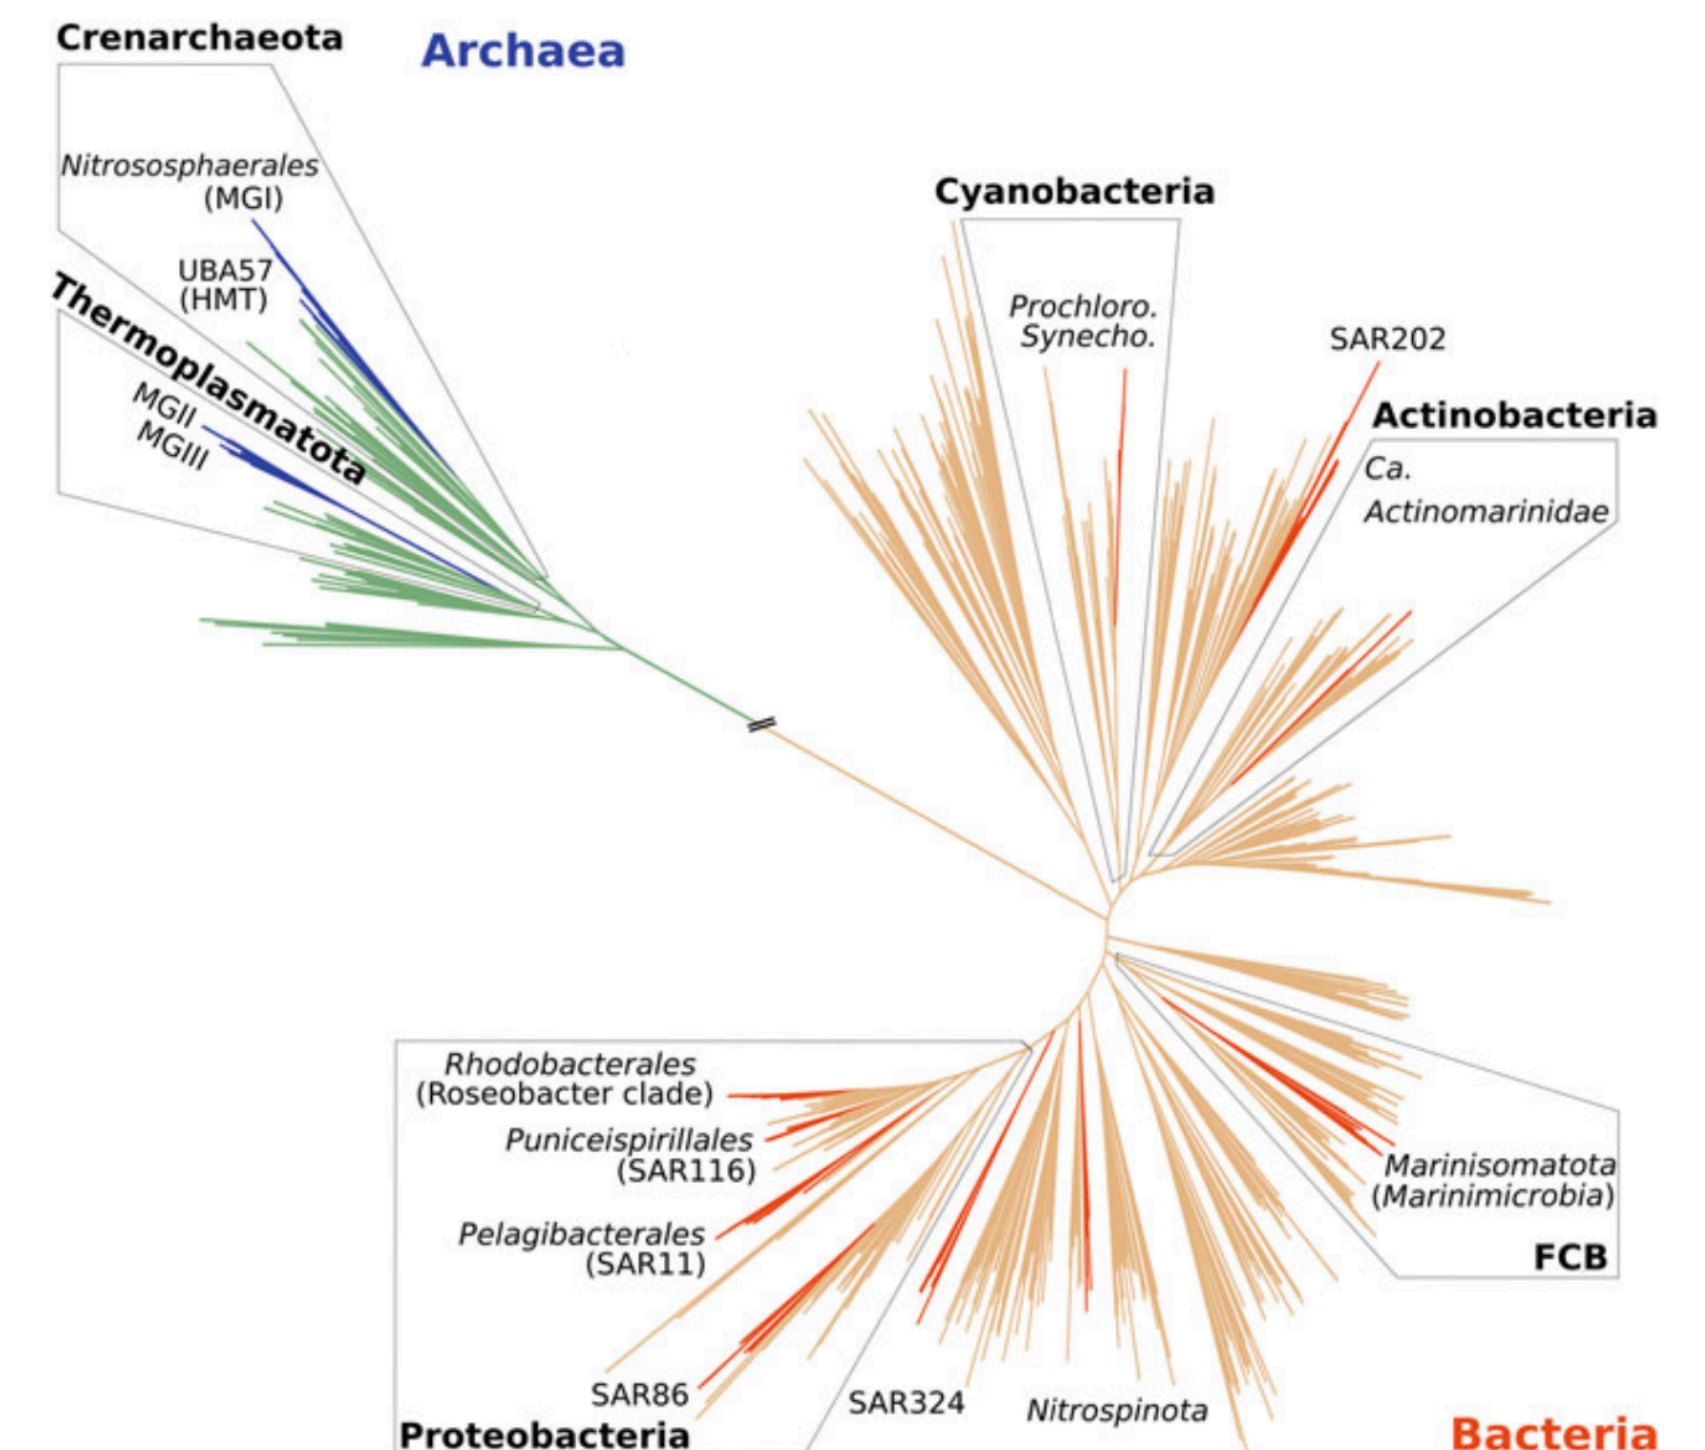 Crenarchaeota
Archaea
Nitrososphaerales
(MGI)
UBA57
(HMT)
Thermoplasmatota
MGII
MGIII
Cyanobacteria
Prochloro.
Synecho.
SAR202
Actinobacteria
Ca.
Actinomarinidae
Rhodobacterales
(Roseobacter clade)
Puniceispirillales
(SAR116)
Pelagibacterales
(SAR11)
SAR86
Proteobacteria
SAR324
Nitrospinota
Marinisomatota
(Marinimicrobia)
FCB
Bacteria